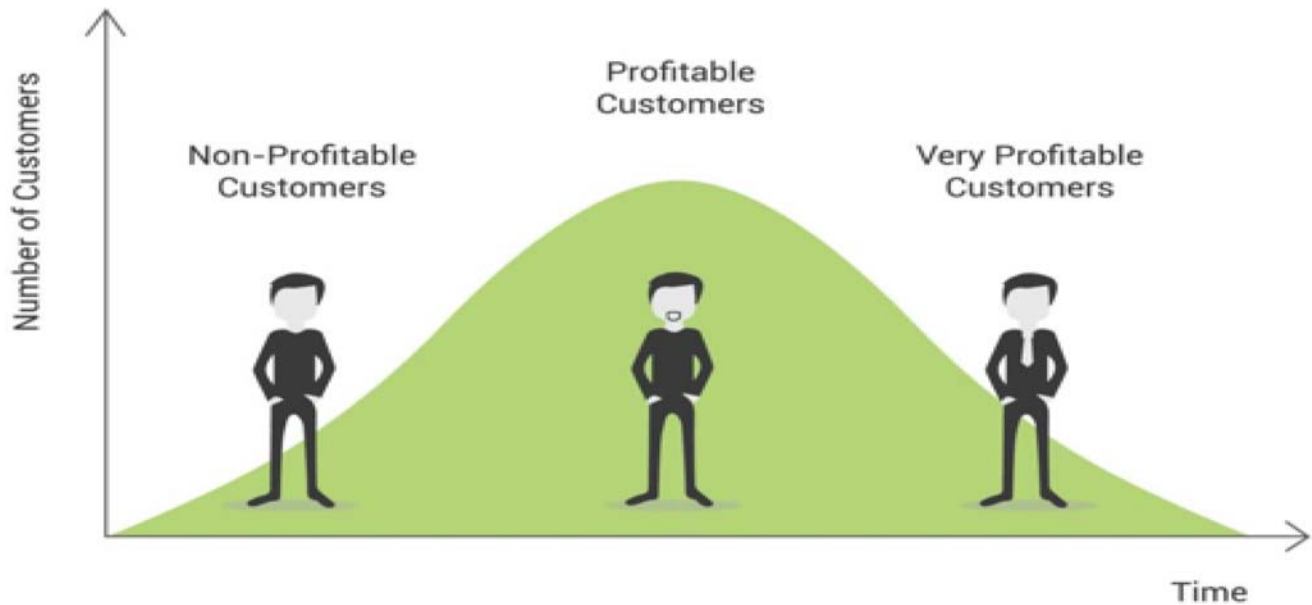 Number of Customers
Non-Profitable
Customers
Profitable
Customers
Very Profitable
Customers
Time